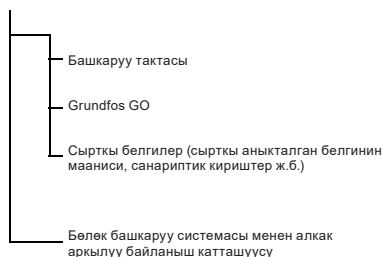 Башкаруу тактасы
Grundfos GO
Сырткы белгилер (сырткы аныкталган белгинин
мааниси, санариптик кириштер ж.б.)
Бөлөк башкаруу системасы менен алкак
аркылуу байланыш катташуусу